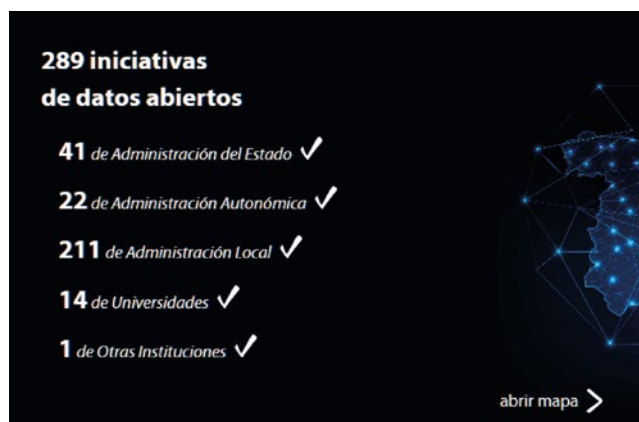 289 iniciativas
de datos abiertos
41 de Administración del Estado
22 de Administración Autonómica
211 de Administración Local
14 de Universidades
1 de Otras Instituciones
abrir mapa